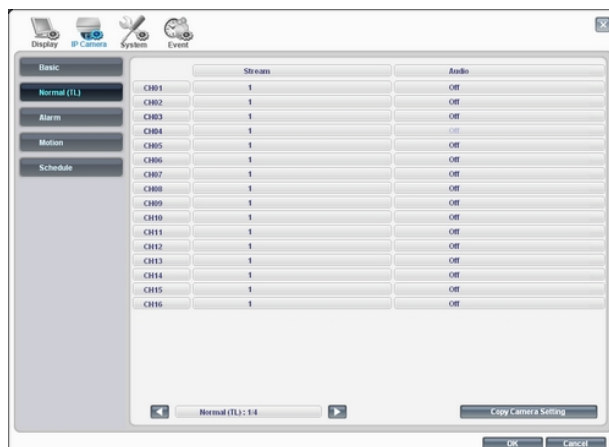 Display IP Camera System Event
Basic
Normal (TL)
Alarm
Motion
Schedule
Stream Audio
CH01 1 Off
CH02 1 Off
CH03 1 Off
CH04 1 Off
CH05 1 Off
CH06 1 Off
CH07 1 Off
CH08 1 Off
CH09 1 Off
CH10 1 Off
CH11 1 Off
CH12 1 Off
CH13 1 Off
CH14 1 Off
CH15 1 Off
CH16 1 Off
Normal (TL) : 1/4 Copy Camera Setting
OK Cancel